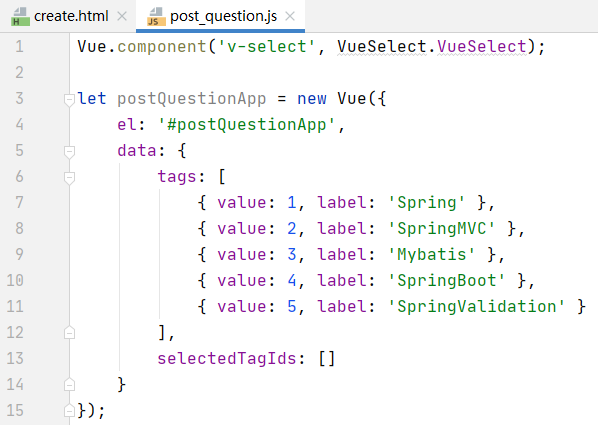 create.html post_question.js
1 Vue.component('v-select', VueSelect.VueSelect);
2
3 let postQuestionApp = new Vue({
4 el: '#postQuestionApp',
5 data: {
6 tags: [
7 { value: 1, label: 'Spring' },
8 { value: 2, label: 'SpringMVC' },
9 { value: 3, label: 'Mybatis' },
10 { value: 4, label: 'SpringBoot' },
11 { value: 5, label: 'SpringValidation' }
12 ],
13 selectedTagIds: []
14 }
15 });